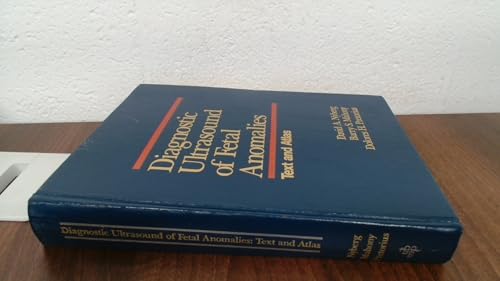 Diagnostic
Ultrasound
of Fetal
Anomalies
Text and Atlas
David A. Nyberg
Barry S. Mahony
Dolores H. Pretorius
Diagnostic Ultrasound of Fetal Anomalies: Text and Atlas
Nyberg
Mahony
Pretorius